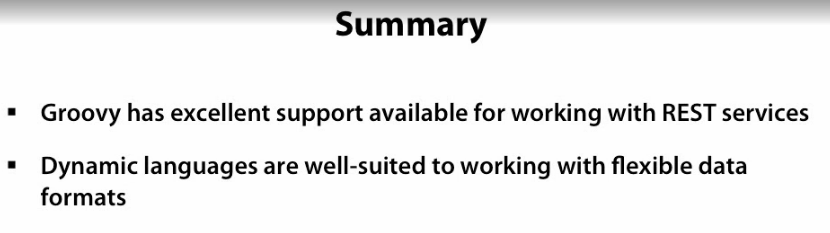 Summary
▪ Groovy has excellent support available for working with REST services
▪ Dynamic languages are well-suited to working with flexible data
formats